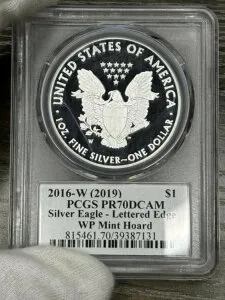 UNITED STATES OF AMERICA
1 OZ. FINE SILVER~ONE DOLLAR
2016-W (2019) $1
PCGS PR70DCAM
Silver Eagle - Lettered Edge
WP Mint Hoard
815461.70/39387131